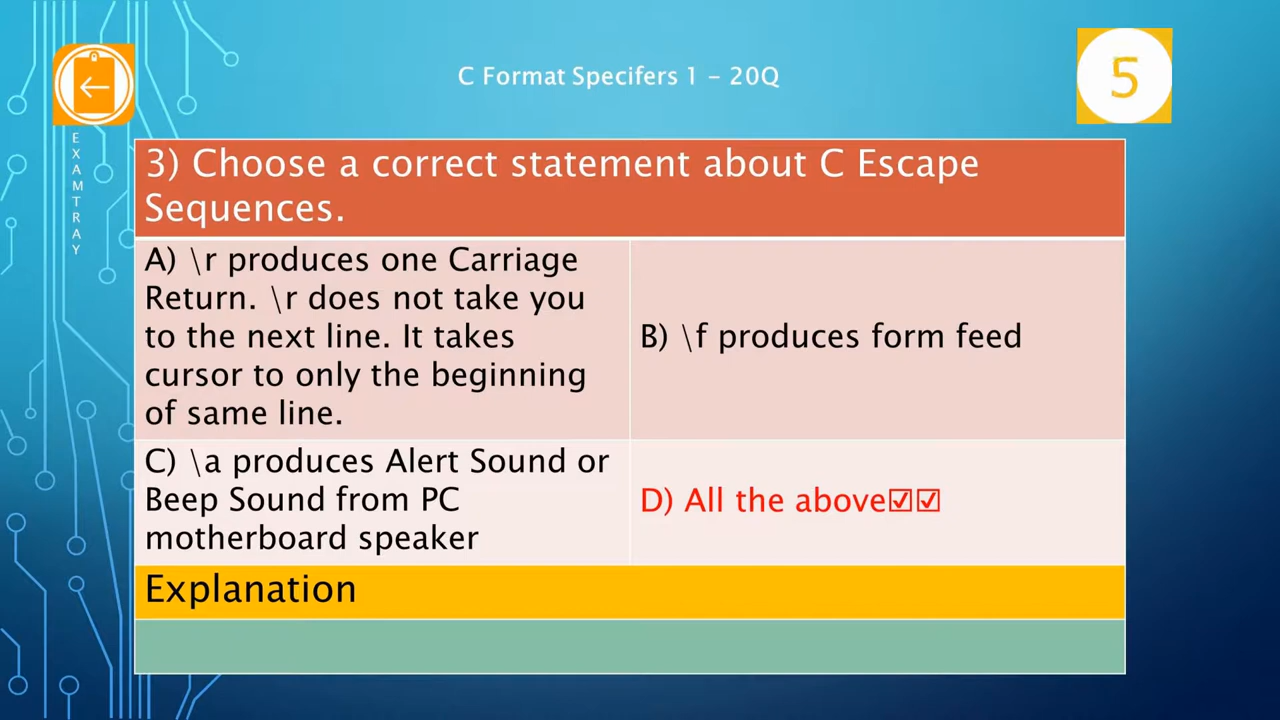 C Format Specifers 1 - 20Q
5
EXAMTRAY
3) Choose a correct statement about C Escape
Sequences.
A) \r produces one Carriage
Return. \r does not take you
to the next line. It takes
cursor to only the beginning
of same line.
B) \f produces form feed
C) \a produces Alert Sound or
Beep Sound from PC
motherboard speaker
D) All the above☑☑
Explanation